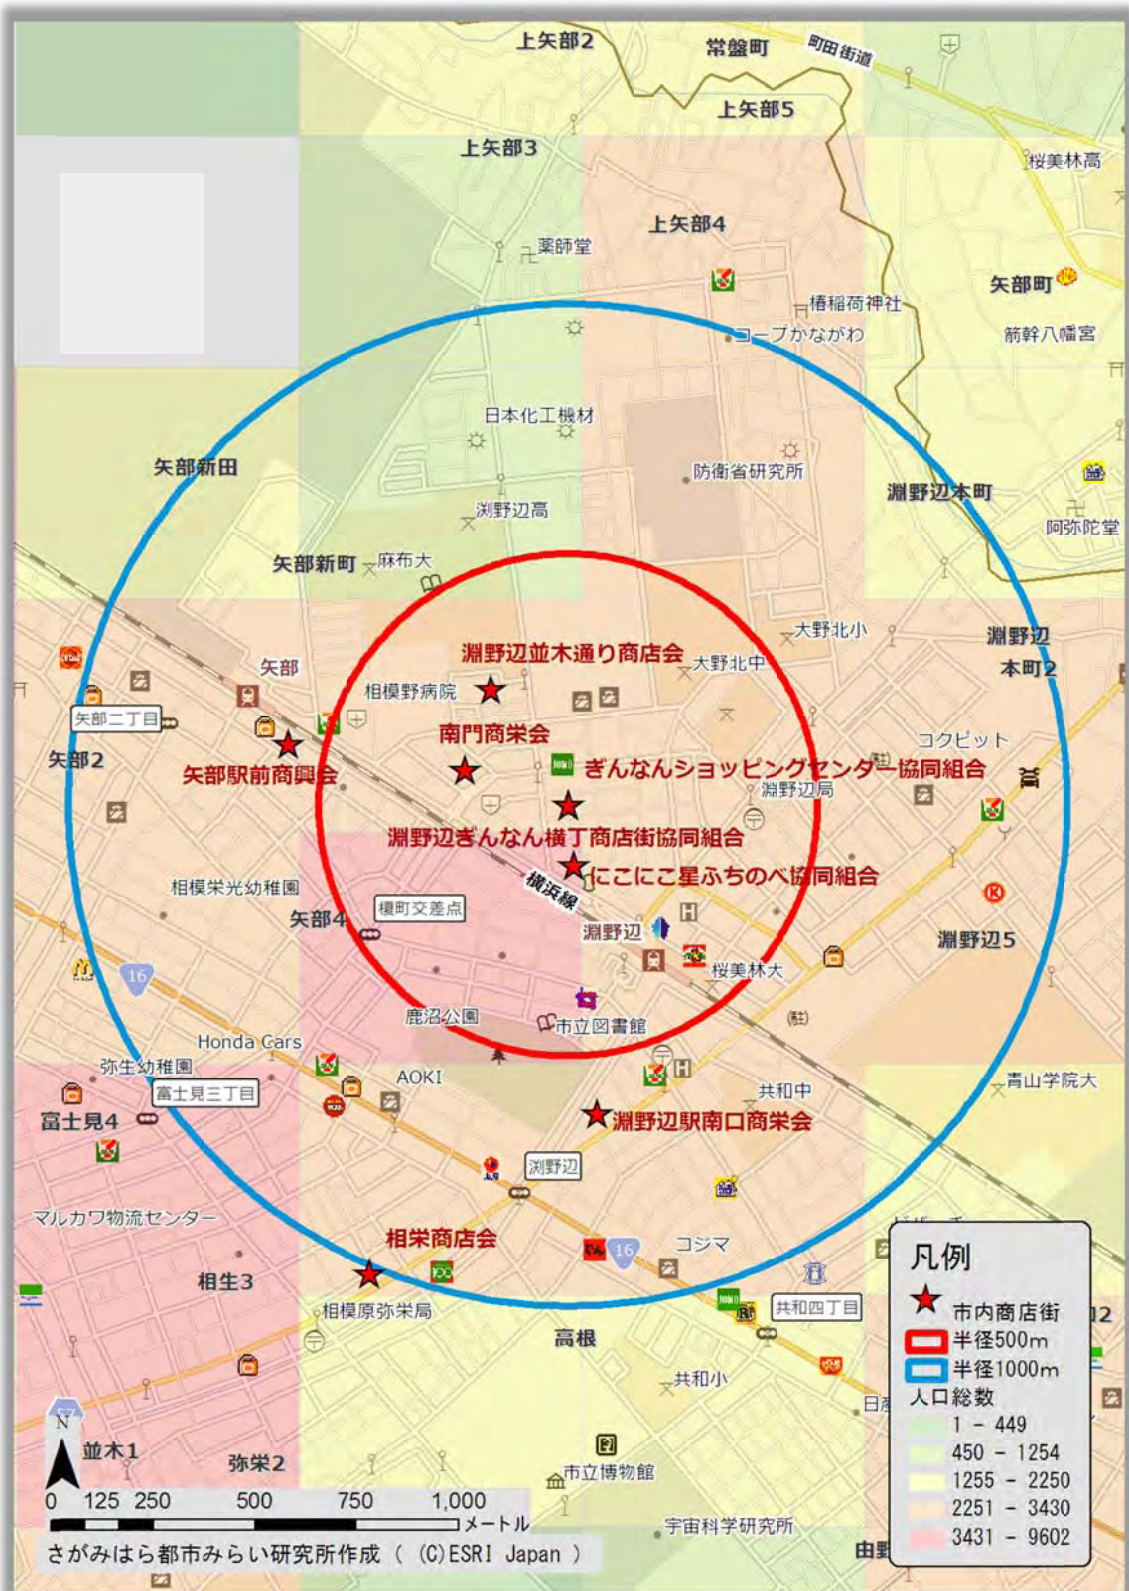 上矢部2
常盤町
町田街道
上矢部5
上矢部3
桜美林高
上矢部4
薬師堂
矢部町
椿稲荷神社
コープかながわ
箭幹八幡宮
日本化工機材
矢部新田
防衛省研究所
淵野辺本町
渕野辺高
阿弥陀堂
矢部新町
麻布大
大野北小
淵野辺
本町2
淵野辺並木通り商店会
大野北中
矢部
相模野病院
矢部二丁目
南門商栄会
コクピット
矢部2
矢部駅前商興会
ぎんなんショッピングセンター協同組合
淵野辺局
淵野辺ぎんなん横丁商店街協同組合
にこにこ星ふちのべ協同組合
横浜線
相模栄光幼稚園
榎町交差点
矢部4
淵野辺
淵野辺5
桜美林大
16
鹿沼公園
市立図書館
(駐)
Honda Cars
弥生幼稚園
AOKI
青山学院大
富士見三丁目
共和中
富士見4
淵野辺駅南口商栄会
渕野辺
マルカワ物流センター
相栄商店会
コジマ
16
相生3
相模原弥栄局
共和四丁目
高根
共和小
並木1
弥栄2
市立博物館
宇宙科学研究所
凡例
市内商店街
半径500m
半径1000m
人口総数
1 - 449
450 - 1254
1255 - 2250
2251 - 3430
3431 - 9602
N
0 125 250 500 750 1,000
メートル
さがみはら都市みらい研究所作成 ( (C)ESRI Japan )